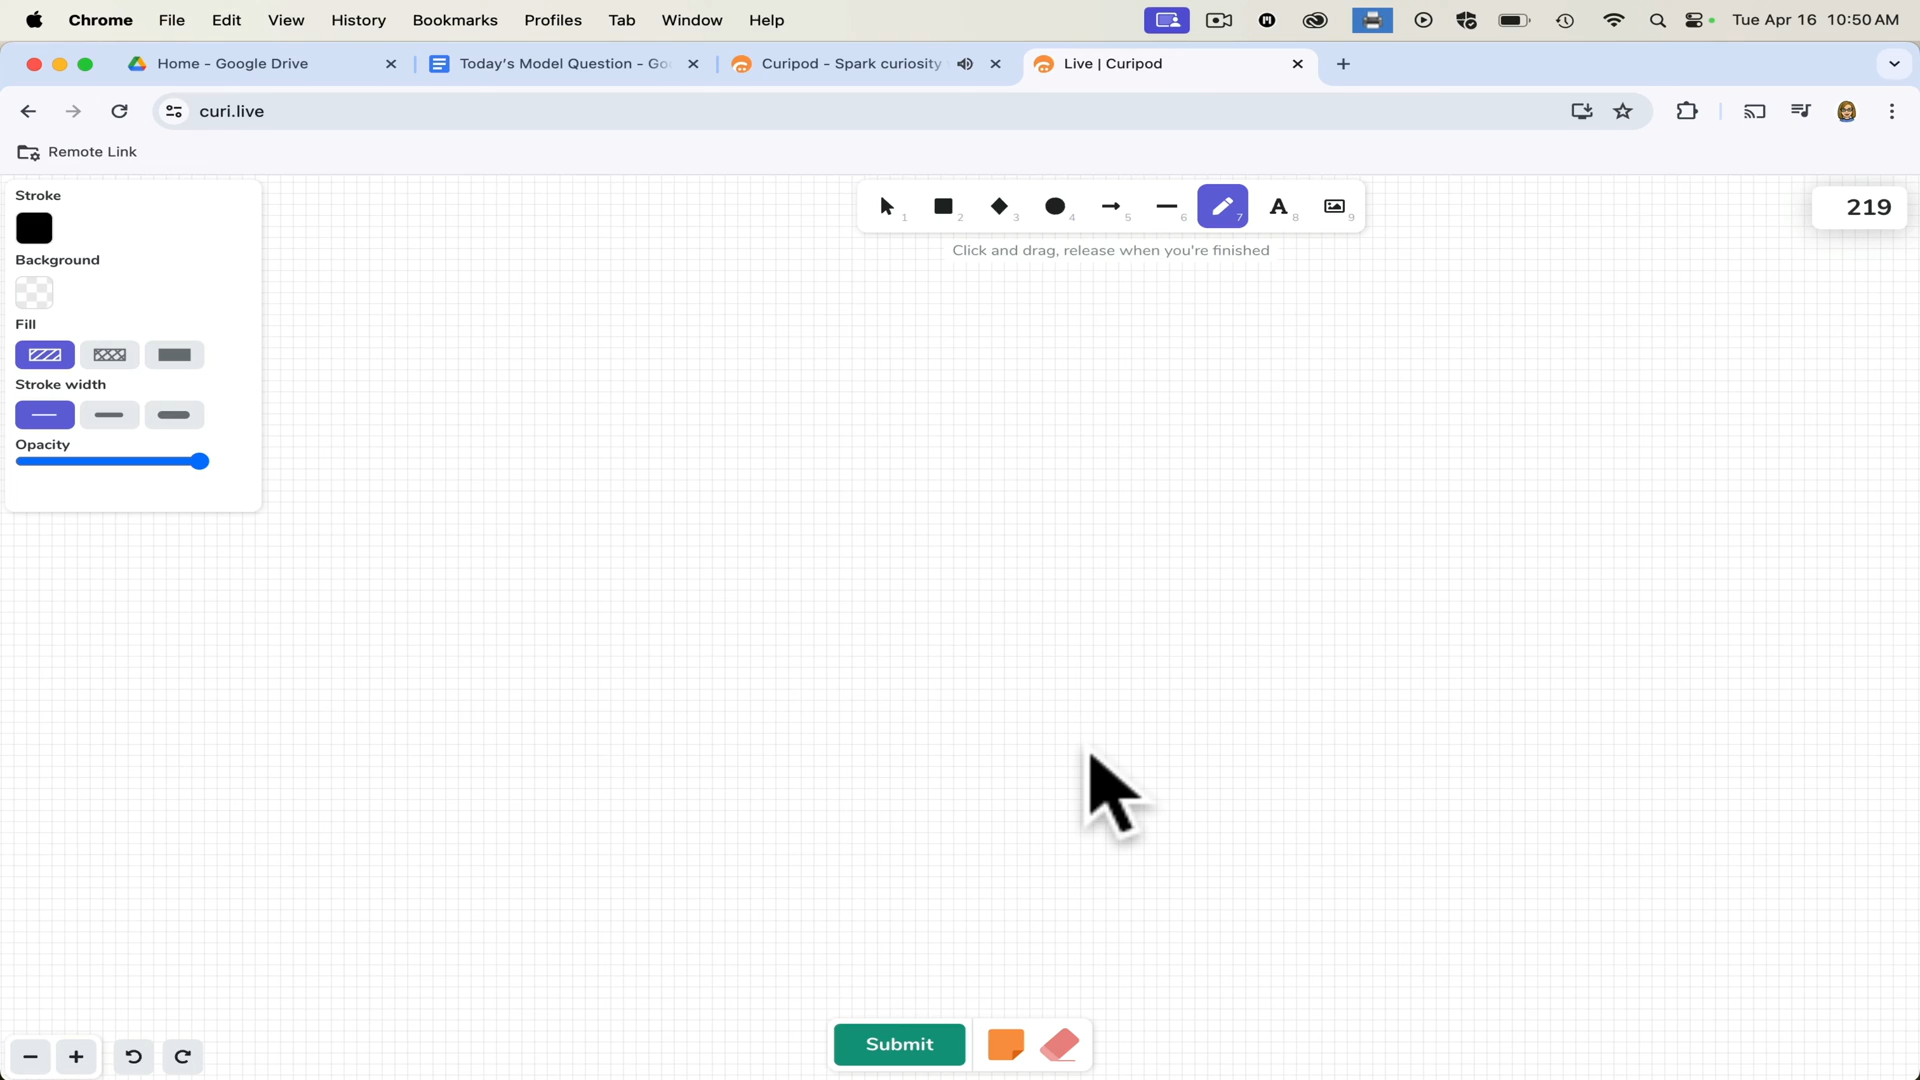 Chrome File Edit View History Bookmarks Profiles Tab Window Help Tue Apr 16 10:50 AM
Home - Google Drive Today's Model Question - Go Curipod - Spark curiosity Live | Curipod
curi.live
Remote Link
Stroke
Background
Fill
Stroke width
Opacity
1 2 3 4 5 6 7 A 8 9
Click and drag, release when you're finished
219
Submit